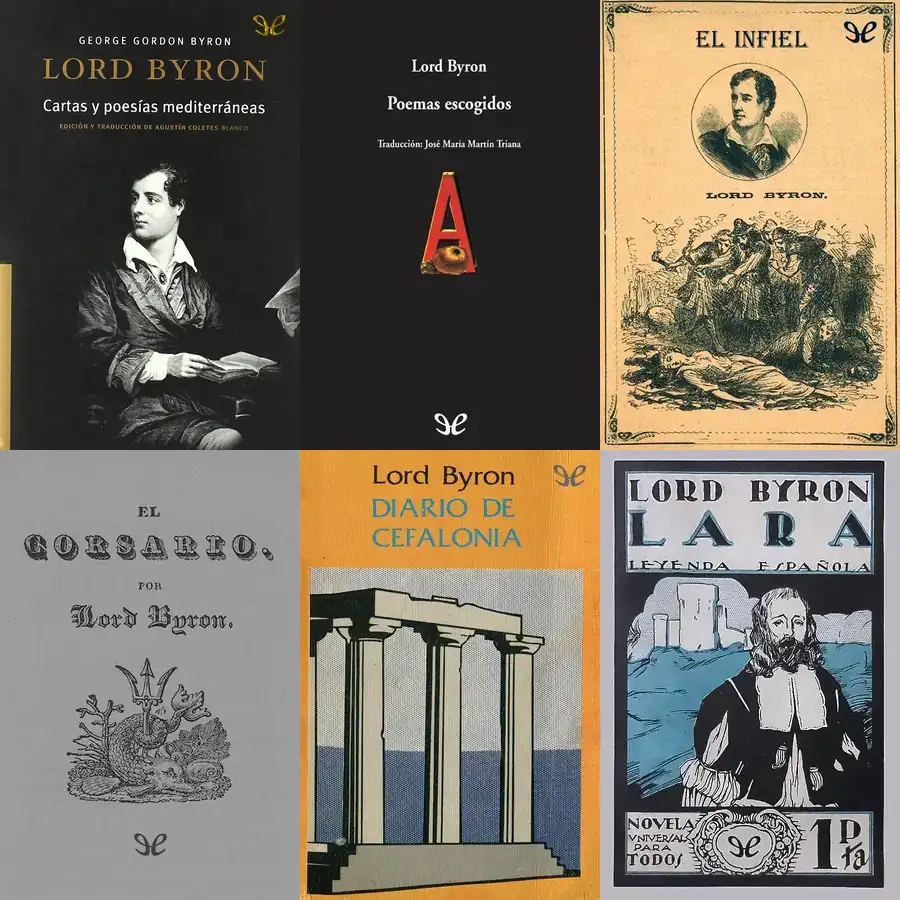 GEORGE GORDON BYRON
LORD BYRON
Cartas y poesías mediterráneas
EDICIÓN Y TRADUCCIÓN DE AGUSTÍN COLETES BLANCO
Lord Byron
Poemas escogidos
Traducción: José María Martín Triana
A
EL INFIEL
LORD BYRON.
EL
CORSARIO.
POR
Lord Byron.
Lord Byron
DIARIO DE
CEFALONIA
LORD BYRON
LARA
LEYENDA ESPAÑOLA
NOVELA
UNIVERSAL
PARA
TODOS
1 Pta